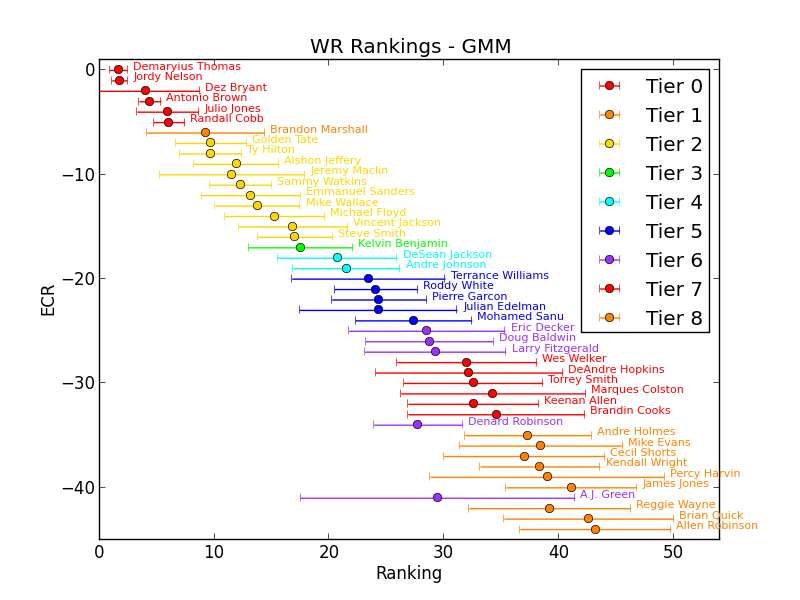 WR Rankings - GMM
Demaryius Thomas
Jordy Nelson
Dez Bryant
Antonio Brown
Julio Jones
Randall Cobb
Brandon Marshall
Golden Tate
Ty Hilton
Alshon Jeffery
Jeremy Maclin
Sammy Watkins
Emmanuel Sanders
Mike Wallace
Michael Floyd
Vincent Jackson
Steve Smith
Kelvin Benjamin
DeSean Jackson
Andre Johnson
Terrance Williams
Roddy White
Pierre Garcon
Julian Edelman
Mohamed Sanu
Eric Decker
Doug Baldwin
Larry Fitzgerald
Wes Welker
DeAndre Hopkins
Torrey Smith
Marques Colston
Keenan Allen
Brandin Cooks
Denard Robinson
Andre Holmes
Mike Evans
Cecil Shorts
Kendall Wright
Percy Harvin
James Jones
A.J. Green
Reggie Wayne
Brian Quick
Allen Robinson
Tier 0
Tier 1
Tier 2
Tier 3
Tier 4
Tier 5
Tier 6
Tier 7
Tier 8
0
−10
−20
−30
−40
ECR
0 10 20 30 40 50
Ranking